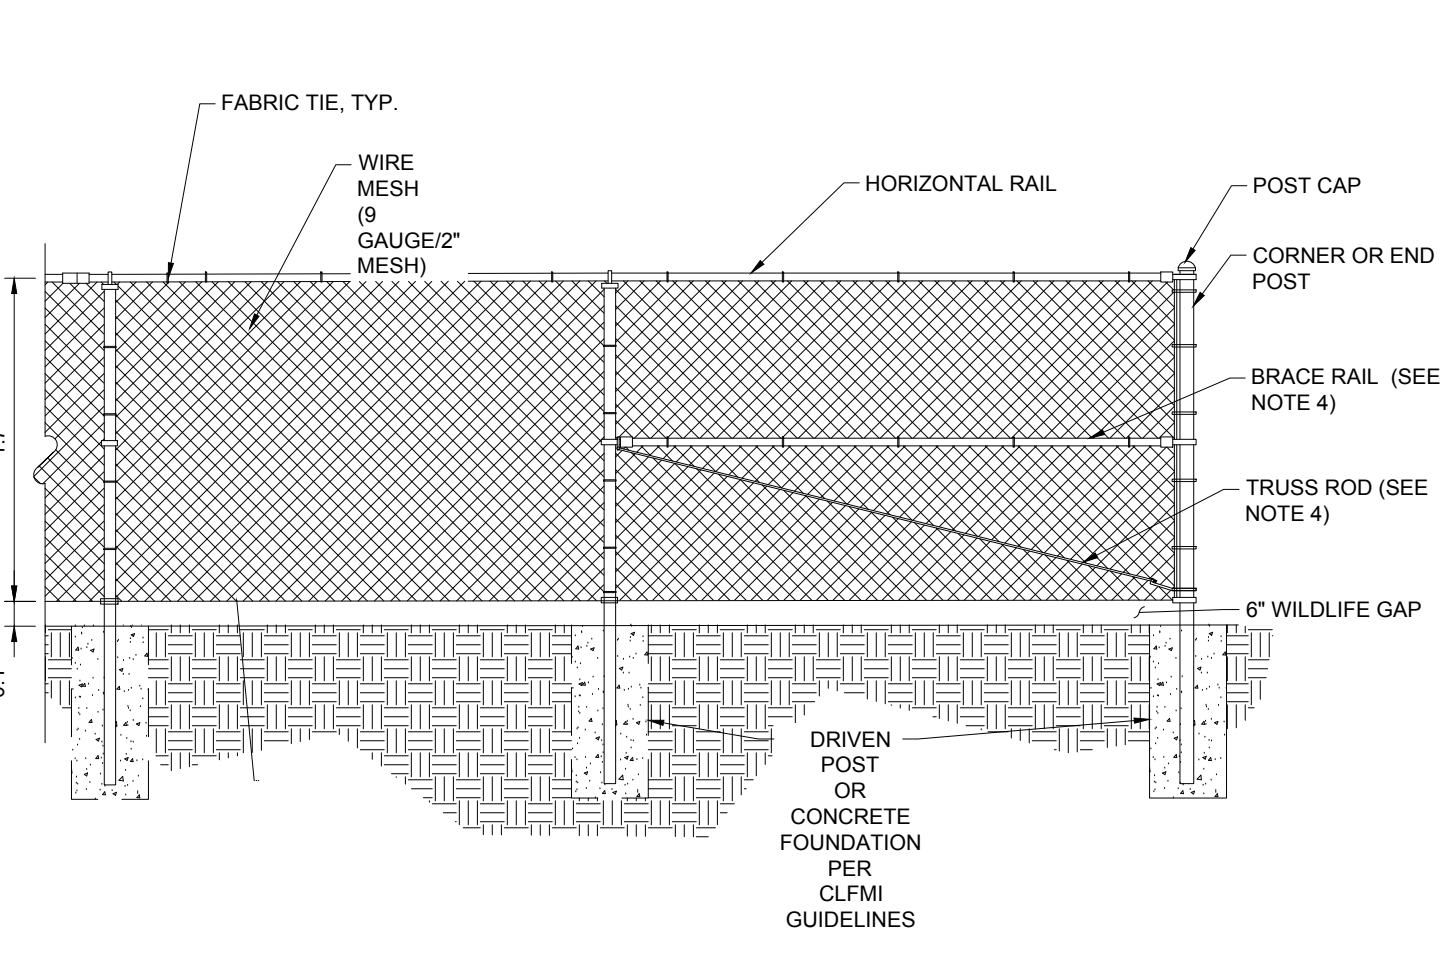 FABRIC TIE, TYP.
WIRE
MESH
(9
GAUGE/2"
MESH)
HORIZONTAL RAIL
POST CAP
CORNER OR END
POST
BRACE RAIL (SEE
NOTE 4)
TRUSS ROD (SEE
NOTE 4)
6" WILDLIFE GAP
DRIVEN
POST
OR
CONCRETE
FOUNDATION
PER
CLFMI
GUIDELINES